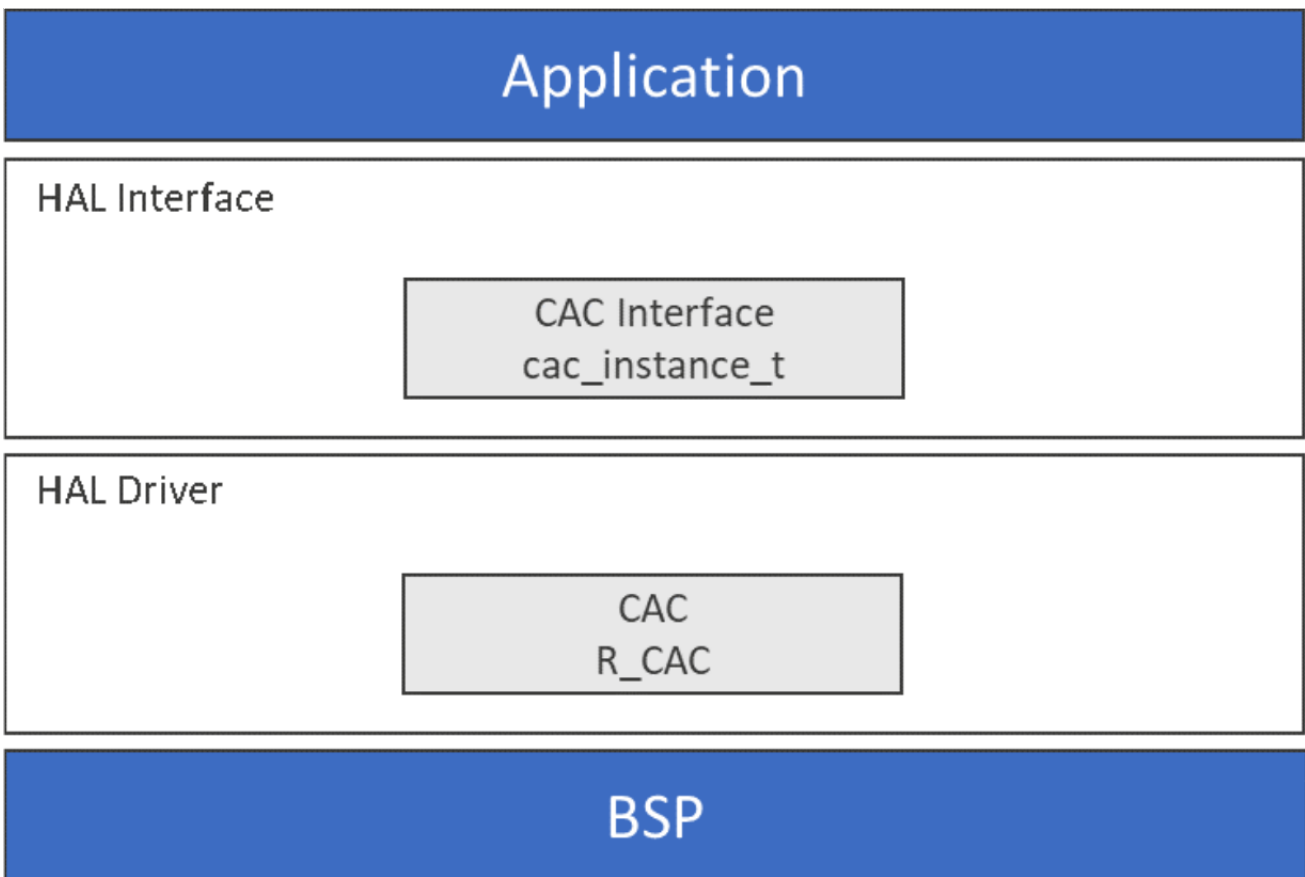 Application
HAL Interface
CAC Interface
cac_instance_t
HAL Driver
CAC
R_CAC
BSP